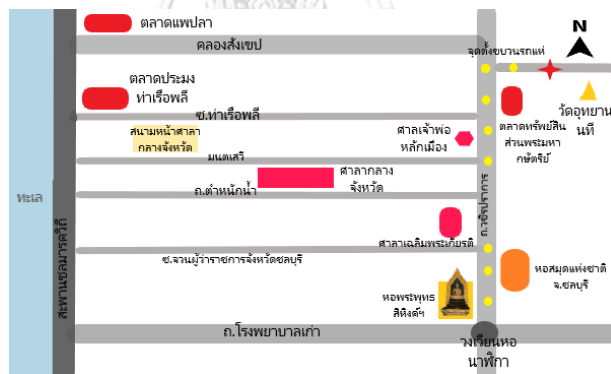 ตลาดแพปลา
คลองสังเขป
N
จุดตั้งขบวนรถแห่
ตลาดประมง
ท่าเรือพลี
ซ.ท่าเรือพลี
วัดอุทยาน
นที
ตลาดทรัพย์สิน
ส่วนพระมหา
กษัตริย์
ศาลเจ้าพ่อ
หลักเมือง
สนามหน้าศาลา
กลางจังหวัด
มนตเสวี
ศาลากลาง
จังหวัด
ถ.ตำหนักน้ำ
ทะเล
สะพานชลมารควิถี
ถ.วชิรปราการ
ศาลาเฉลิมพระเกียรติ
ซ.จวนผู้ว่าราชการจังหวัดชลบุรี
หอสมุดแห่งชาติ
จ.ชลบุรี
หอพระพุทธ
สิหิงค์ฯ
ถ.โรงพยาบาลเก่า
วงเวียนหอ
นาฬิกา